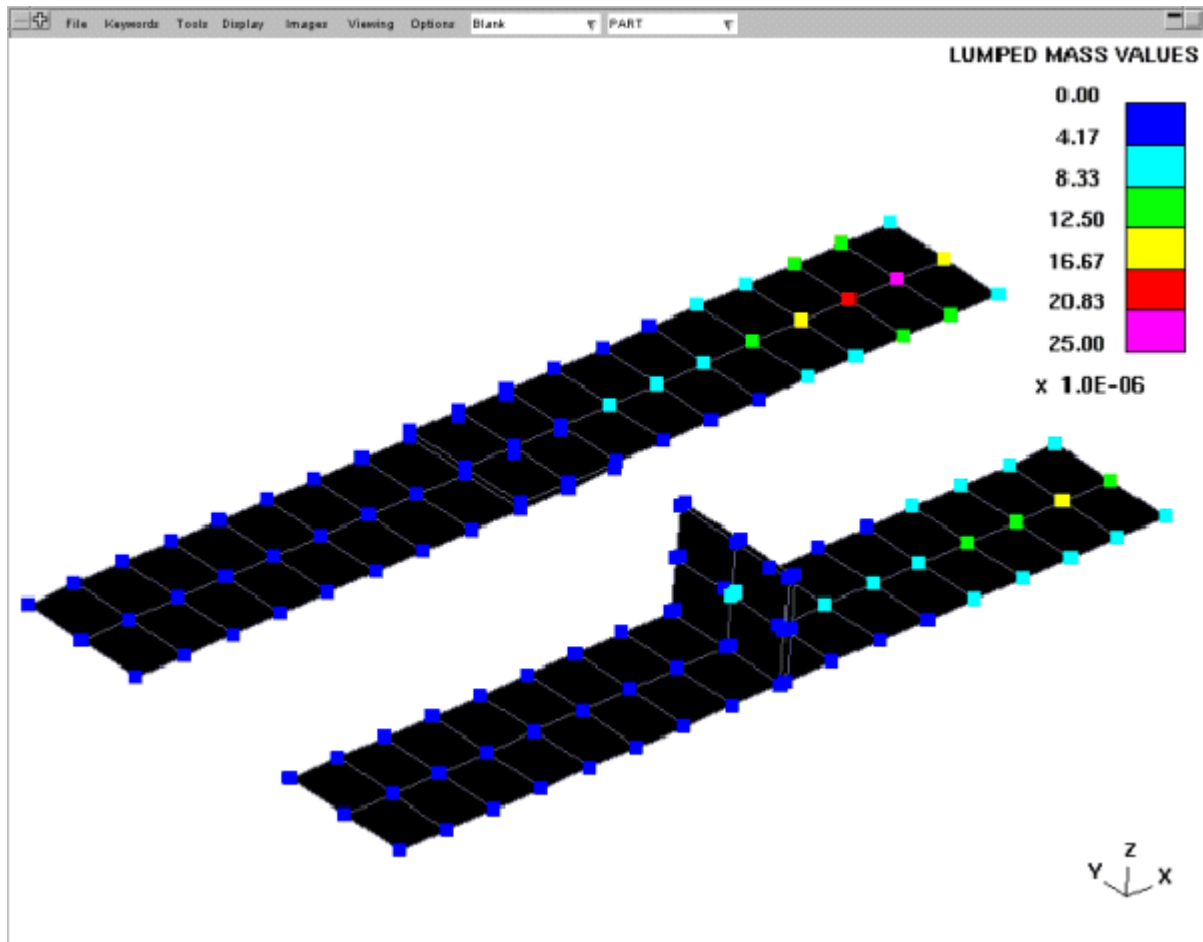 File Keywords Tools Display Images Viewing Options Blank PART
LUMPED MASS VALUES
0.00
4.17
8.33
12.50
16.67
20.83
25.00
x 1.0E-06
Z
Y X